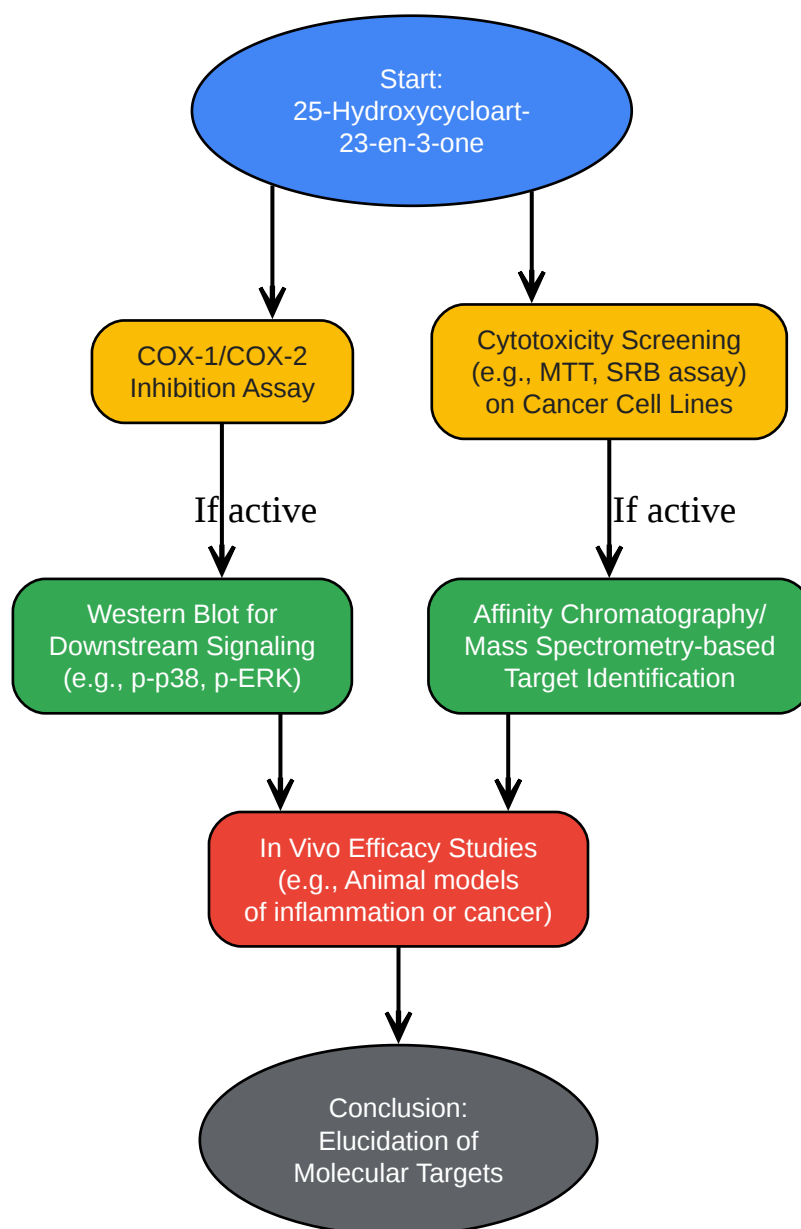 Start:
25-Hydroxycycloart-
23-en-3-one
COX-1/COX-2
Inhibition Assay
Cytotoxicity Screening
(e.g., MTT, SRB assay)
on Cancer Cell Lines
If active
If active
Western Blot for
Downstream Signaling
(e.g., p-p38, p-ERK)
Affinity Chromatography/
Mass Spectrometry-based
Target Identification
In Vivo Efficacy Studies
(e.g., Animal models
of inflammation or cancer)
Conclusion:
Elucidation of
Molecular Targets